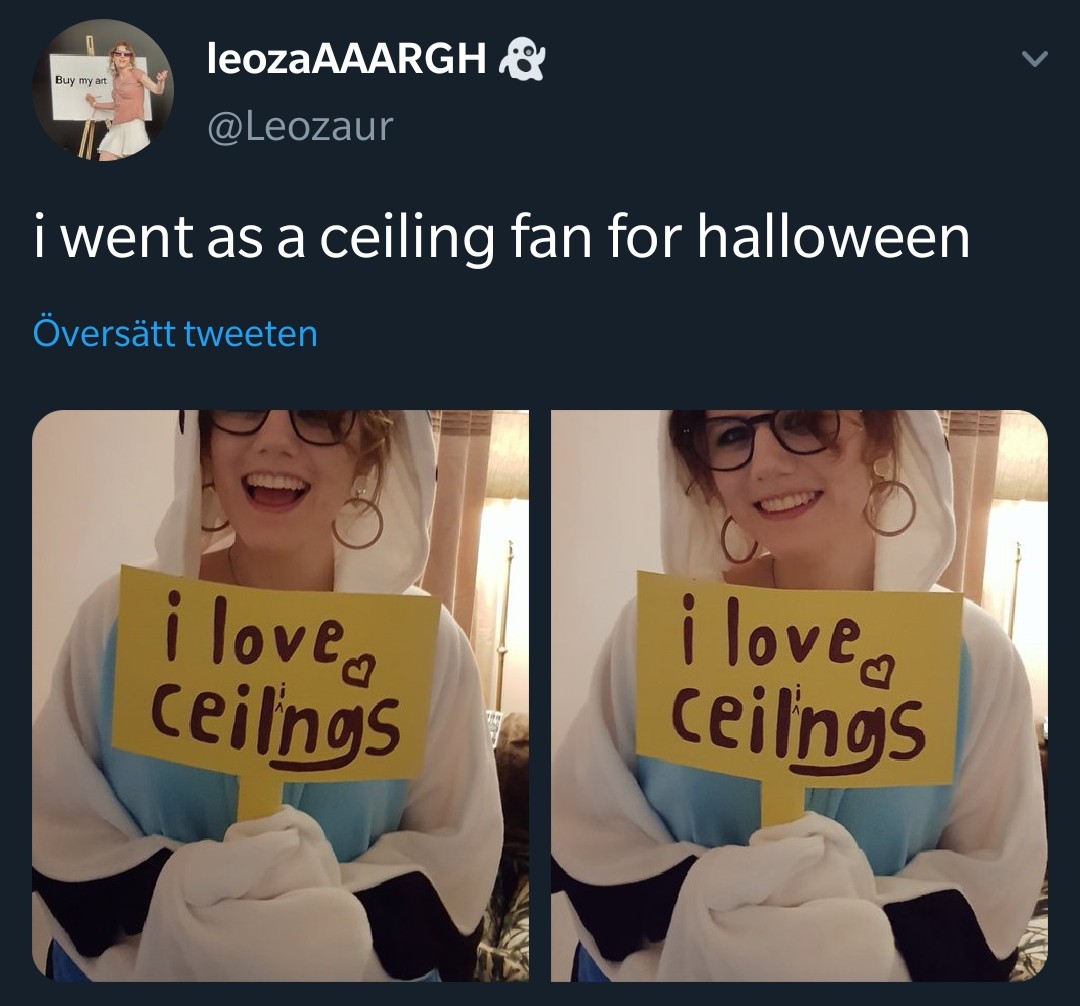 Buy my art
leozaAAARGH 👻
@Leozaur
i went as a ceiling fan for halloween
Översätt tweeten
i love ♡
ceilings
i love ♡
ceilings